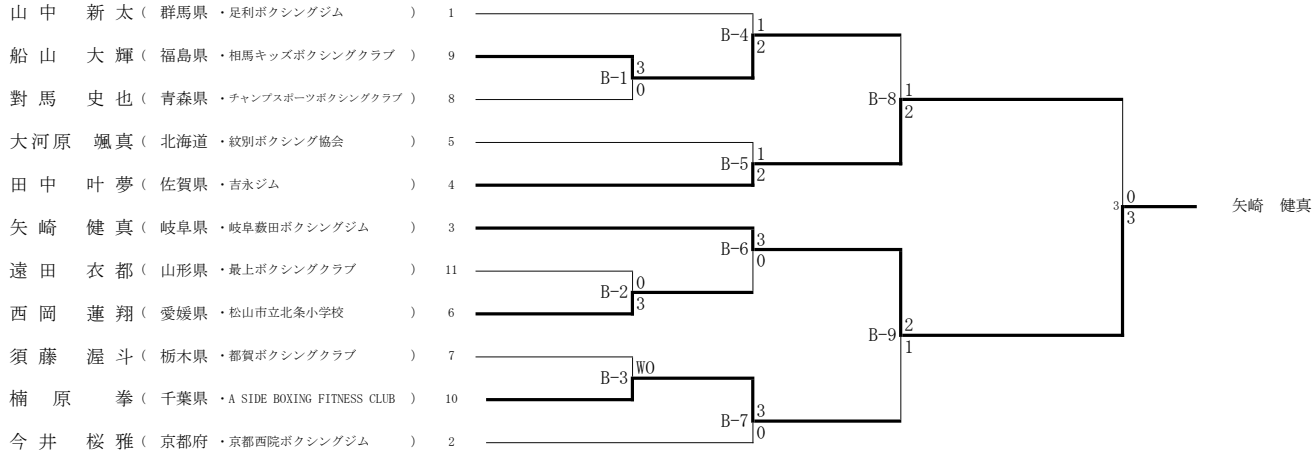 山中 新太 ( 群馬県 ・足利ボクシングジム ) 1
船山 大輝 ( 福島県 ・相馬キッズボクシングクラブ ) 9
對馬 史也 ( 青森県 ・チャンプスポーツボクシングクラブ ) 8
大河原 颯真 ( 北海道 ・紋別ボクシング協会 ) 5
田中 叶夢 ( 佐賀県 ・吉永ジム ) 4
矢崎 健真 ( 岐阜県 ・岐阜薮田ボクシングジム ) 3
遠田 衣都 ( 山形県 ・最上ボクシングクラブ ) 11
西岡 蓮翔 ( 愛媛県 ・松山市立北条小学校 ) 6
須藤 渥斗 ( 栃木県 ・都賀ボクシングクラブ ) 7
楠原 拳 ( 千葉県 ・A SIDE BOXING FITNESS CLUB ) 10
今井 桜雅 ( 京都府 ・京都西院ボクシングジム ) 2
B-1 3 0
B-2 0 3
B-3 WO
B-4 1 2
B-5 1 2
B-6 3 0
B-7 3 0
B-8 1 2
B-9 2 1
3 0 3
矢崎 健真